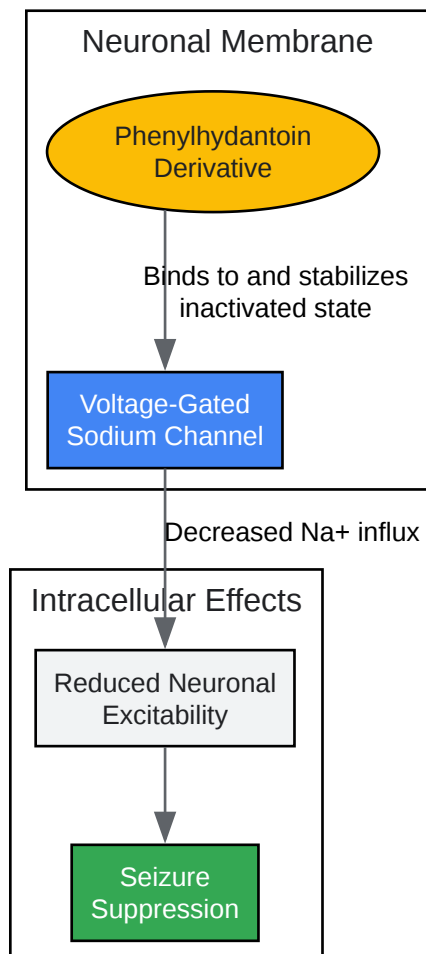 Neuronal Membrane
Phenylhydantoin
Derivative
Binds to and stabilizes
inactivated state
Voltage-Gated
Sodium Channel
Decreased Na+ influx
Intracellular Effects
Reduced Neuronal
Excitability
Seizure
Suppression